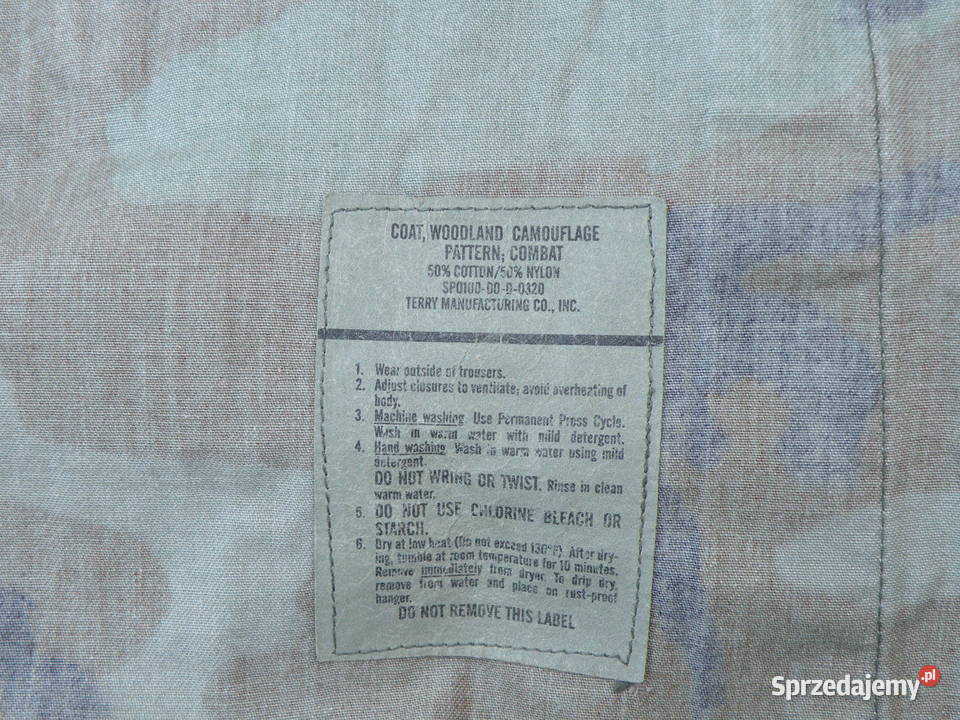 COAT, WOODLAND CAMOUFLAGE
PATTERN; COMBAT
50% COTTON/50% NYLON
SPO100-00-D-0320
TERRY MANUFACTURING CO., INC.
1. Wear outside of trousers.
2. Adjust closures to ventilate; avoid overheating of
body.
3. Machine washing. Use Permanent Press Cycle.
Wash in warm water with mild detergent.
4. Hand washing Wash in warm water using mild
detergent.
DO NOT WRING OR TWIST. Rinse in clean
warm water.
5. DO NOT USE CHLORINE BLEACH OR
STARCH.
6. Dry at low heat (Do not exceed 130°F). After dry-
ing, tumble at room temperature for 10 minutes.
Remove immediately from dryer. To drip dry,
remove from water and place on rust-proof
hanger.
DO NOT REMOVE THIS LABEL
Sprzedajemy.pl